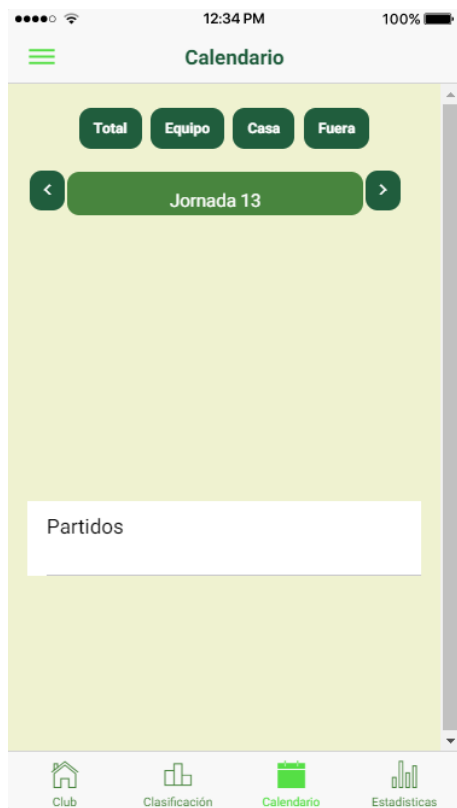 12:34 PM 100%
Calendario
Total Equipo Casa Fuera
< Jornada 13 >
Partidos
Club Clasificación Calendario Estadisticas